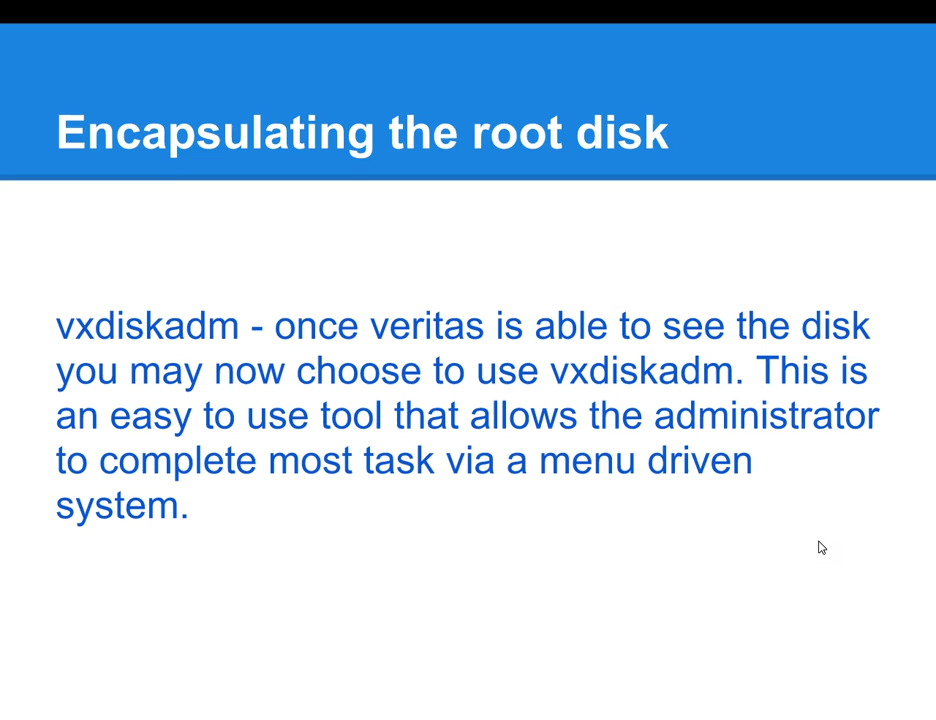 Encapsulating the root disk
vxdiskadm - once veritas is able to see the disk
you may now choose to use vxdiskadm. This is
an easy to use tool that allows the administrator
to complete most task via a menu driven
system.